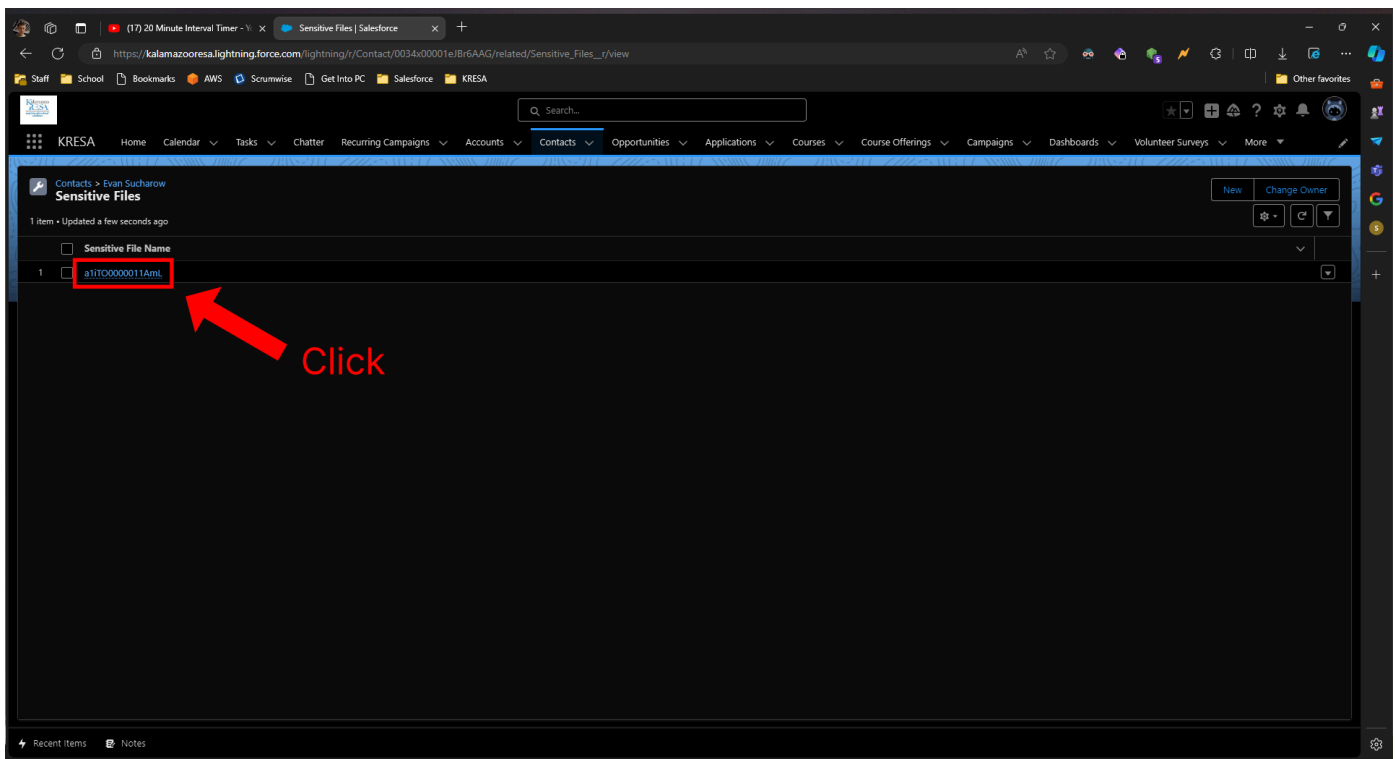 (17) 20 Minute Interval Timer - Y
Sensitive Files | Salesforce
https://kalamazooresa.lightning.force.com/lightning/r/Contact/0034x00001eJBr6AAG/related/Sensitive_Files__r/view
Staff School Bookmarks AWS Scrumwise Get Into PC Salesforce KRESA Other favorites
Search...
KRESA Home Calendar Tasks Chatter Recurring Campaigns Accounts Contacts Opportunities Applications Courses Course Offerings Campaigns Dashboards Volunteer Surveys More
Contacts > Evan Sucharow
Sensitive Files
New Change Owner
1 item • Updated a few seconds ago
Sensitive File Name
1 a1iTO0000011AmL
Click
Recent Items Notes